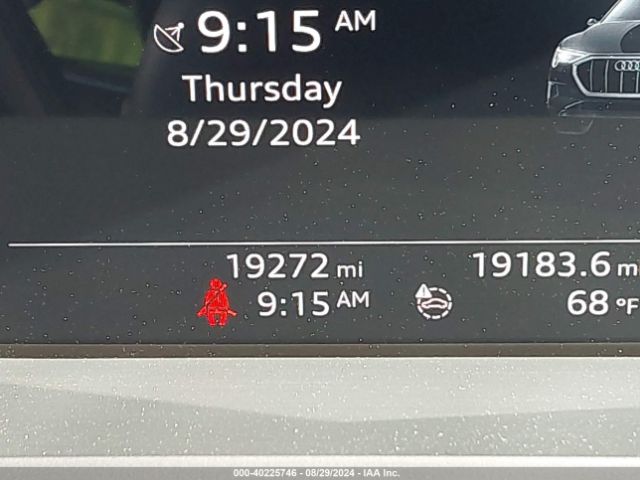 9:15 AM
Thursday
8/29/2024
19272 mi
19183.6 m
9:15 AM
68 °F
000-40225746 - 08/29/2024 - IAA Inc.